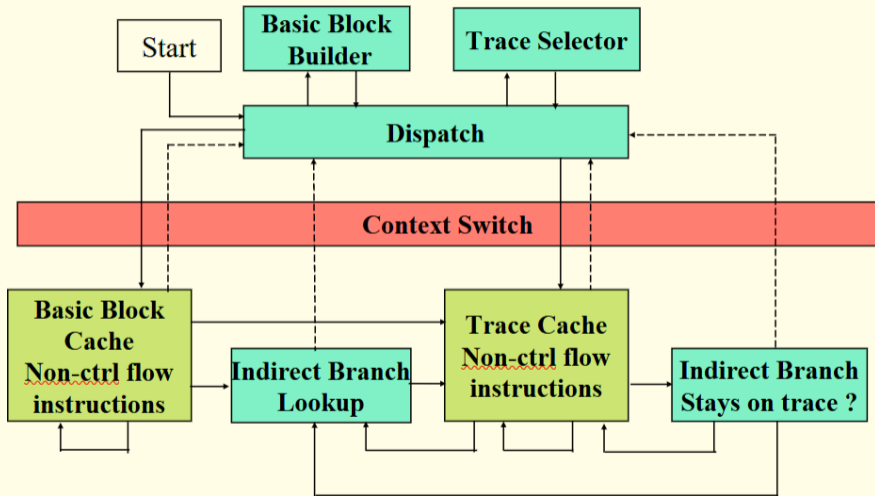 Start
Basic Block
Builder
Trace Selector
Dispatch
Context Switch
Basic Block
Cache
Non-ctrl flow
instructions
Indirect Branch
Lookup
Trace Cache
Non-ctrl flow
instructions
Indirect Branch
Stays on trace ?